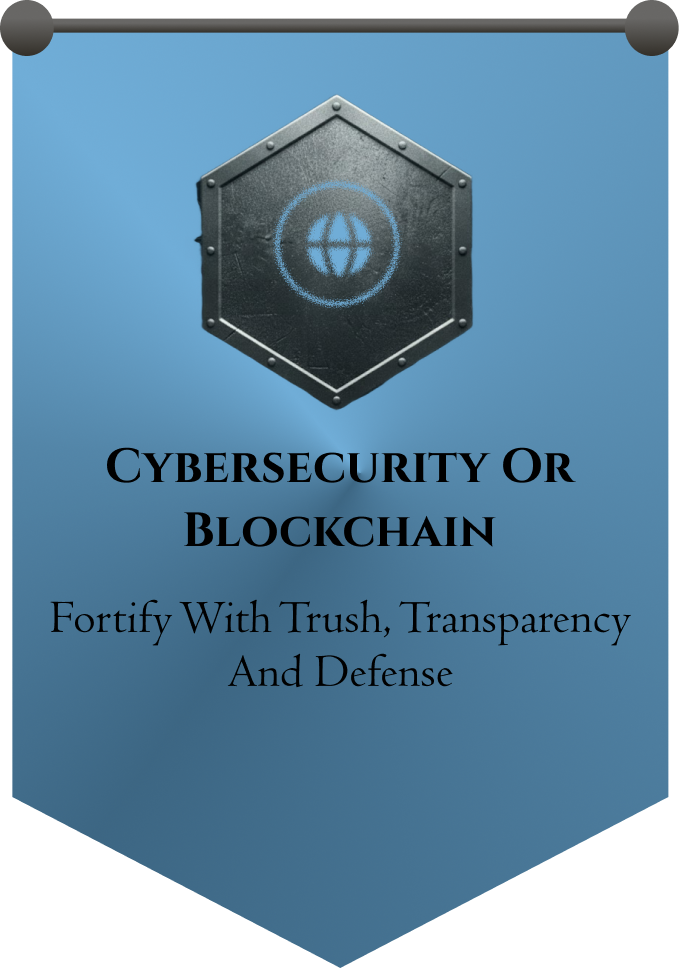 Cybersecurity Or
Blockchain
Fortify With Trush, Transparency
And Defense